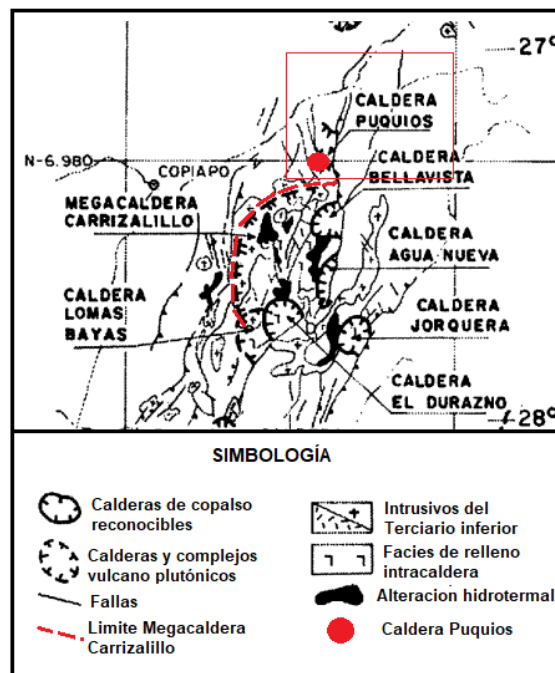 27°
CALDERA
PUQUIOS
N-6.980
COPIAPO
CALDERA
BELLAVISTA
MEGACALDERA
CARRIZALILLO
CALDERA
AGUA NUEVA
CALDERA
LOMAS
BAYAS
CALDERA
JORQUERA
CALDERA
EL DURAZNO
28°
SIMBOLOGÍA
Calderas de copalso
reconocibles
Calderas y complejos
vulcano plutónicos
Fallas
Limite Megacaldera
Carrizalillo
Intrusivos del
Terciario inferior
Facies de relleno
intracaldera
Alteracion hidrotermal
Caldera Puquios